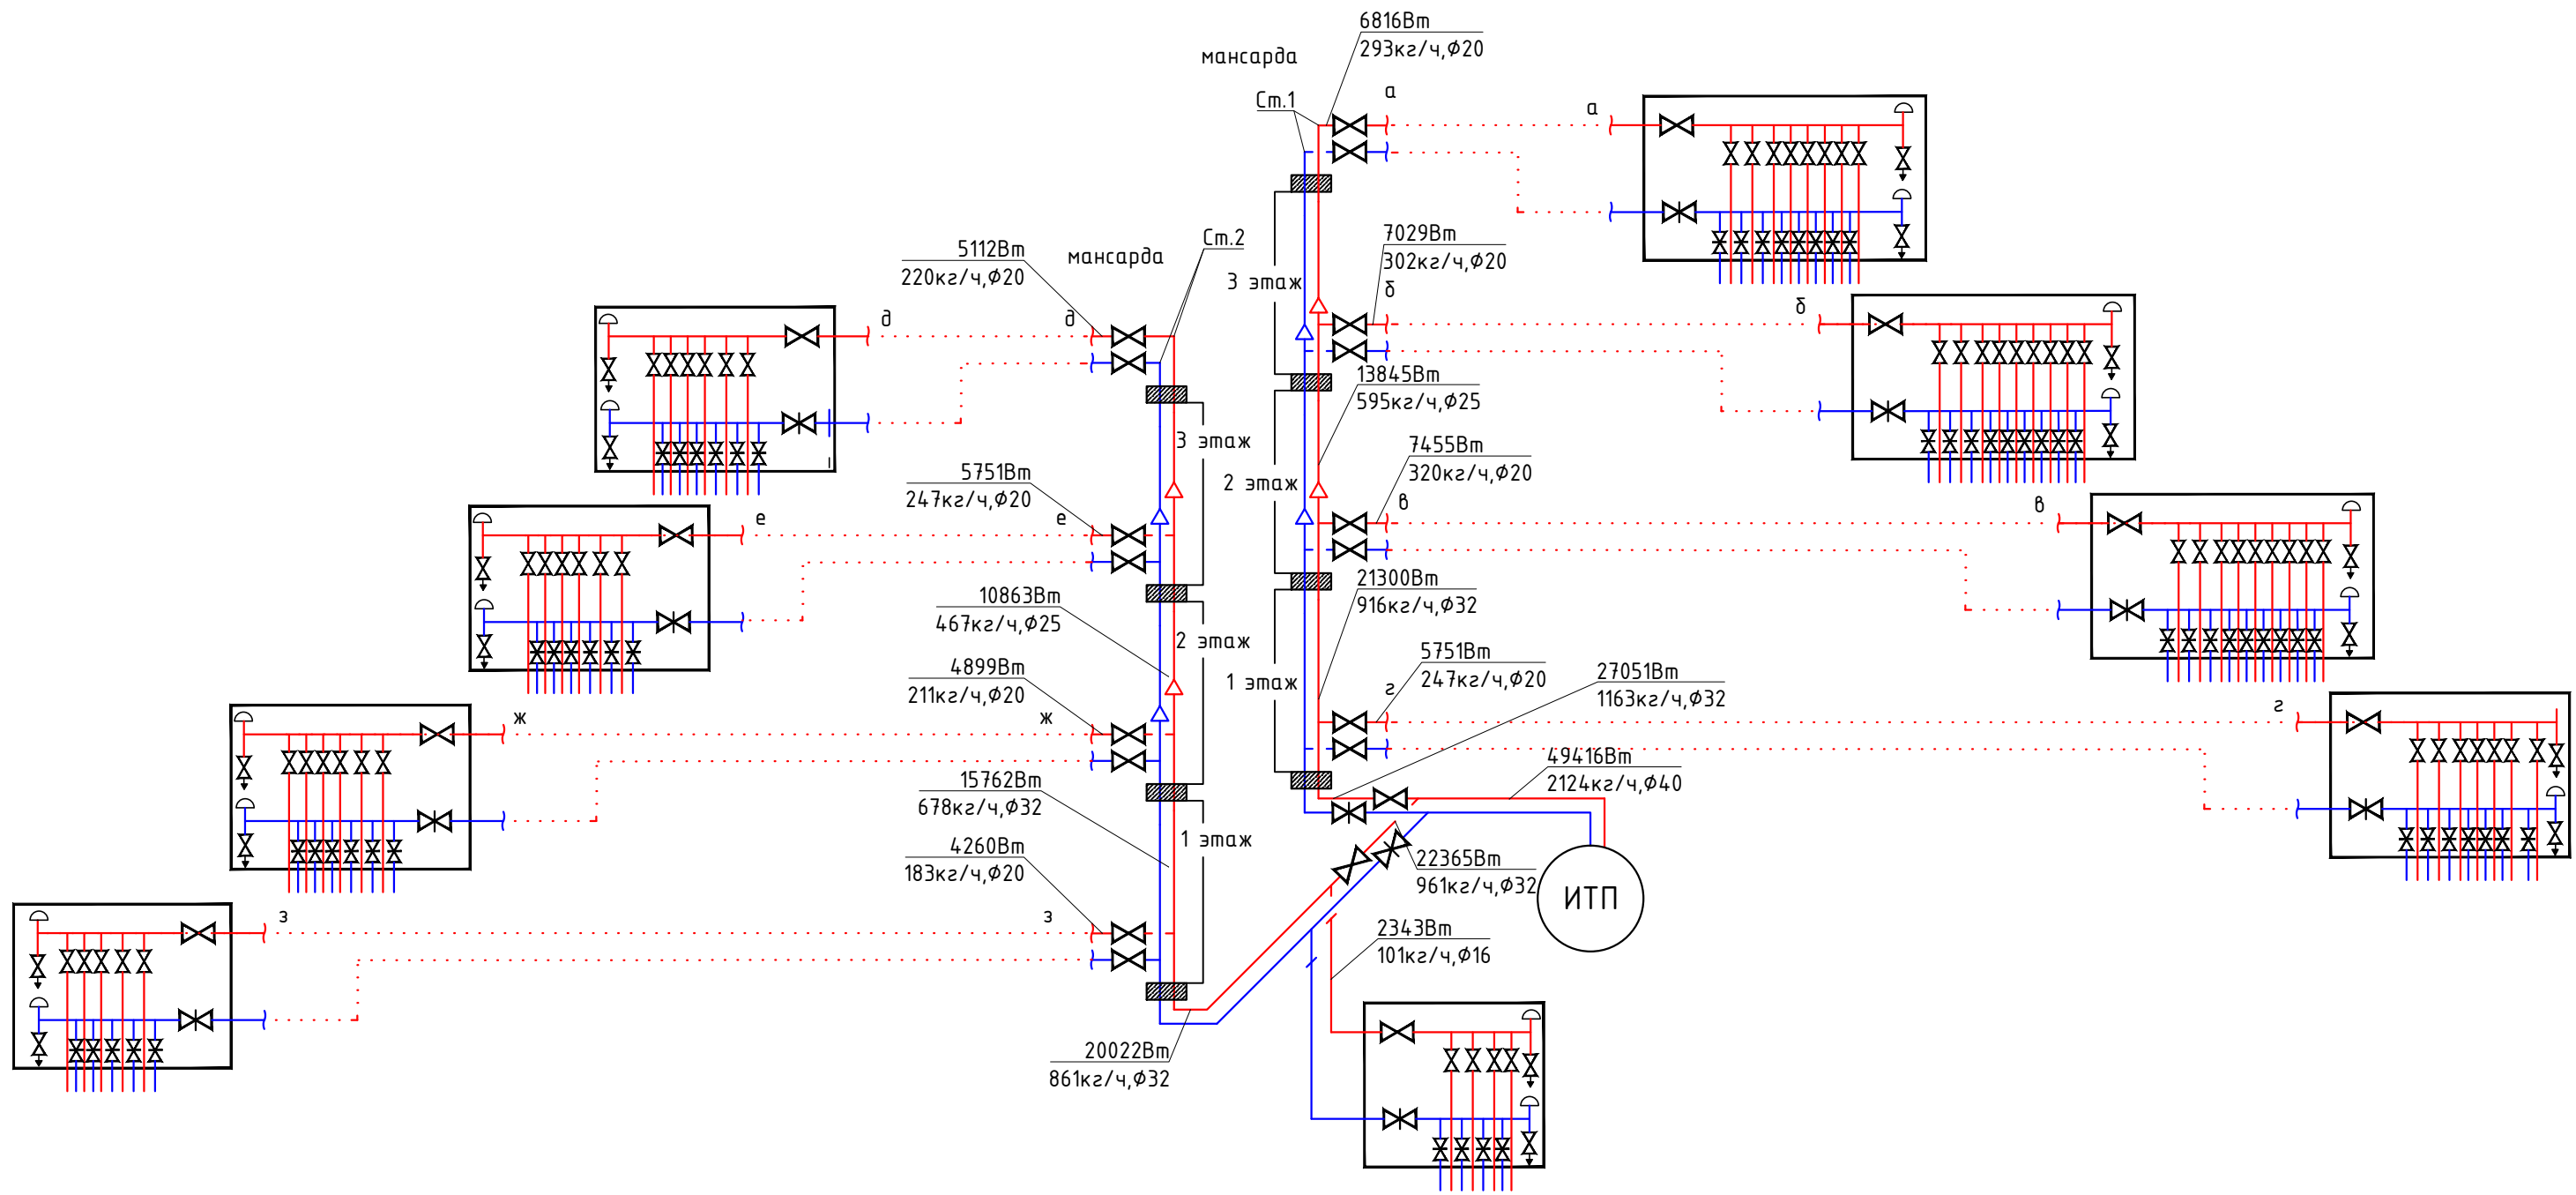 6816Вт
293кг/ч,Ø20
мансарда
Ст.1
а
а
7029Вт
302кг/ч,Ø20
Ст.2
5112Вт
220кг/ч,Ø20
мансарда
3 этаж
б
б
д
д
13845Вт
595кг/ч,Ø25
3 этаж
7455Вт
320кг/ч,Ø20
5751Вт
247кг/ч,Ø20
2 этаж
в
в
е
е
21300Вт
916кг/ч,Ø32
10863Вт
467кг/ч,Ø25
2 этаж
5751Вт
247кг/ч,Ø20
4899Вт
211кг/ч,Ø20
1 этаж
27051Вт
1163кг/ч,Ø32
г
г
ж
ж
49416Вт
2124кг/ч,Ø40
15762Вт
678кг/ч,Ø32
1 этаж
4260Вт
183кг/ч,Ø20
22365Вт
961кг/ч,Ø32
ИТП
з
з
2343Вт
101кг/ч,Ø16
20022Вт
861кг/ч,Ø32